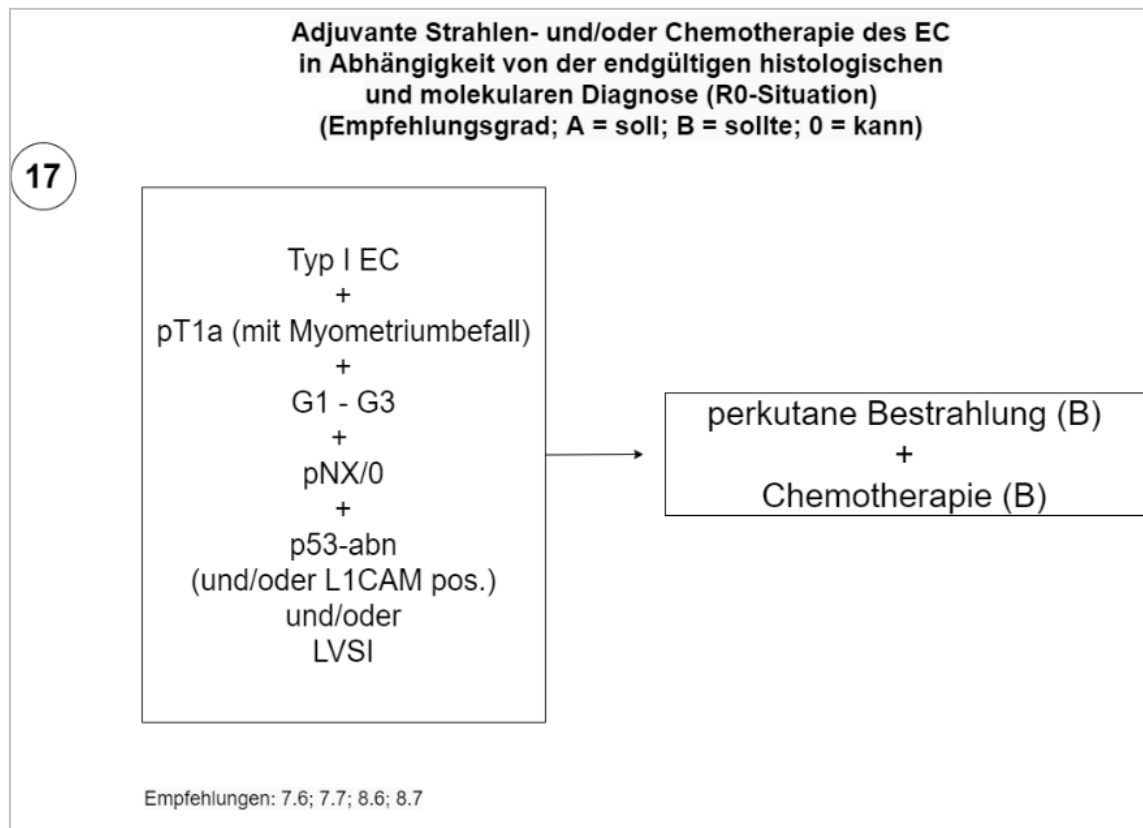 Adjuvante Strahlen- und/oder Chemotherapie des EC
in Abhängigkeit von der endgültigen histologischen
und molekularen Diagnose (R0-Situation)
(Empfehlungsgrad; A = soll; B = sollte; 0 = kann)
17
Typ I EC
+
pT1a (mit Myometriumbefall)
+
G1 - G3
+
pNX/0
+
p53-abn
(und/oder L1CAM pos.)
und/oder
LVSI
perkutane Bestrahlung (B)
+
Chemotherapie (B)
Empfehlungen: 7.6; 7.7; 8.6; 8.7